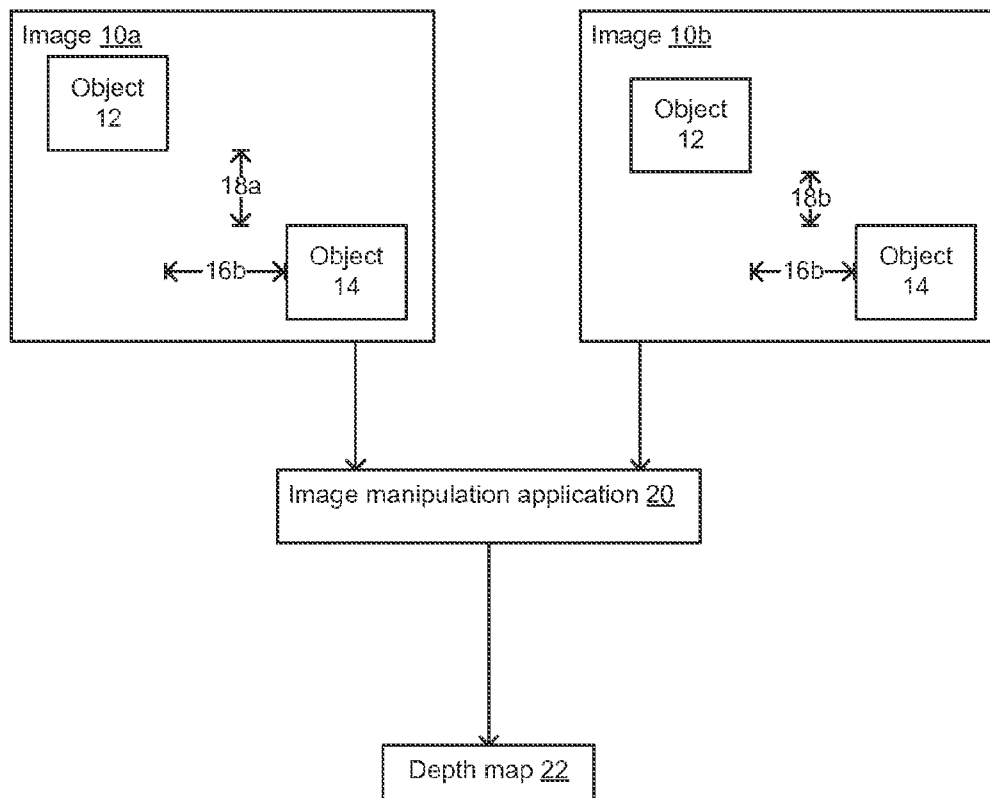 Image 10a
Object
12
18a
16b
Object
14
Image 10b
Object
12
18b
16b
Object
14
Image manipulation application 20
Depth map 22